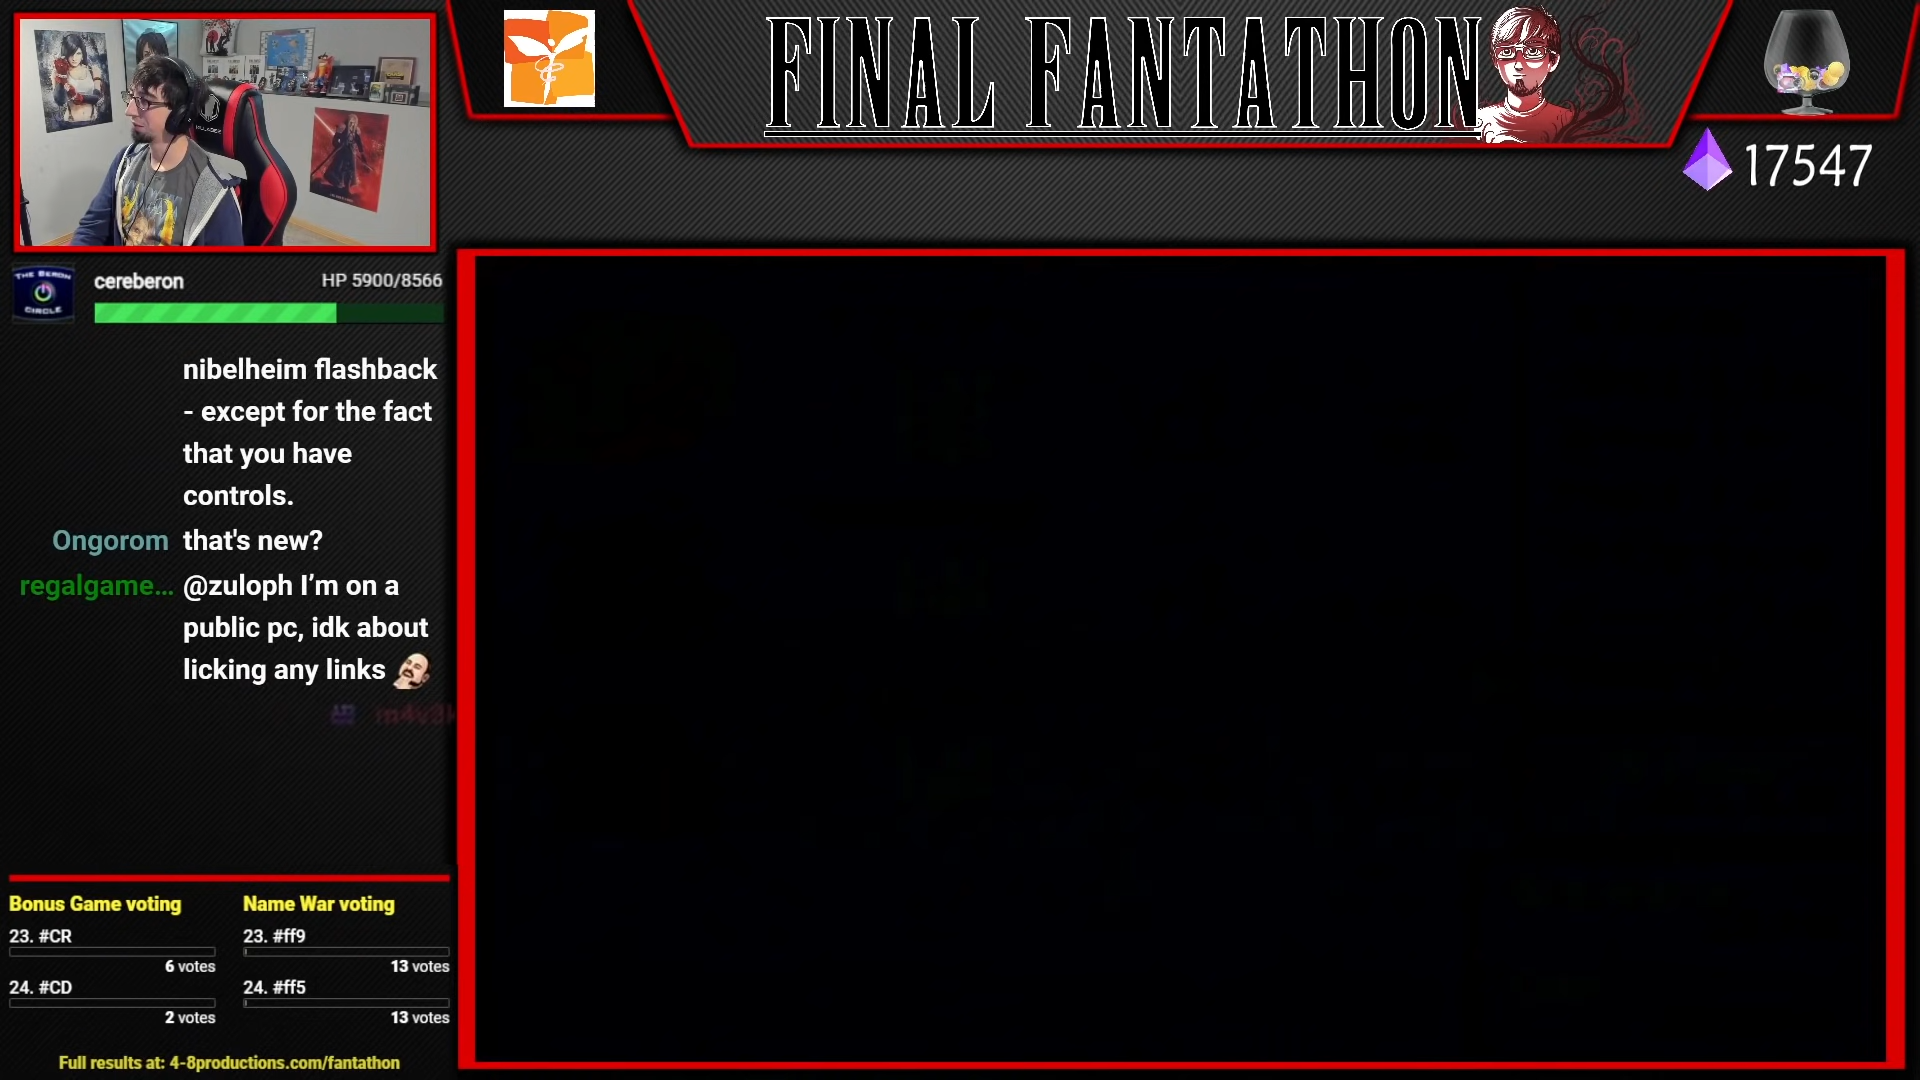 FINAL FANTATHON
17547
THE BERON
CIRCLE
cereberon
HP 5900/8566
nibelheim flashback
- except for the fact
that you have
controls.
Ongorom that's new?
regalgame... @zuloph I’m on a
public pc, idk about
licking any links
Bonus Game voting
23. #CR
6 votes
24. #CD
2 votes
Name War voting
23. #ff9
13 votes
24. #ff5
13 votes
Full results at: 4-8productions.com/fantathon